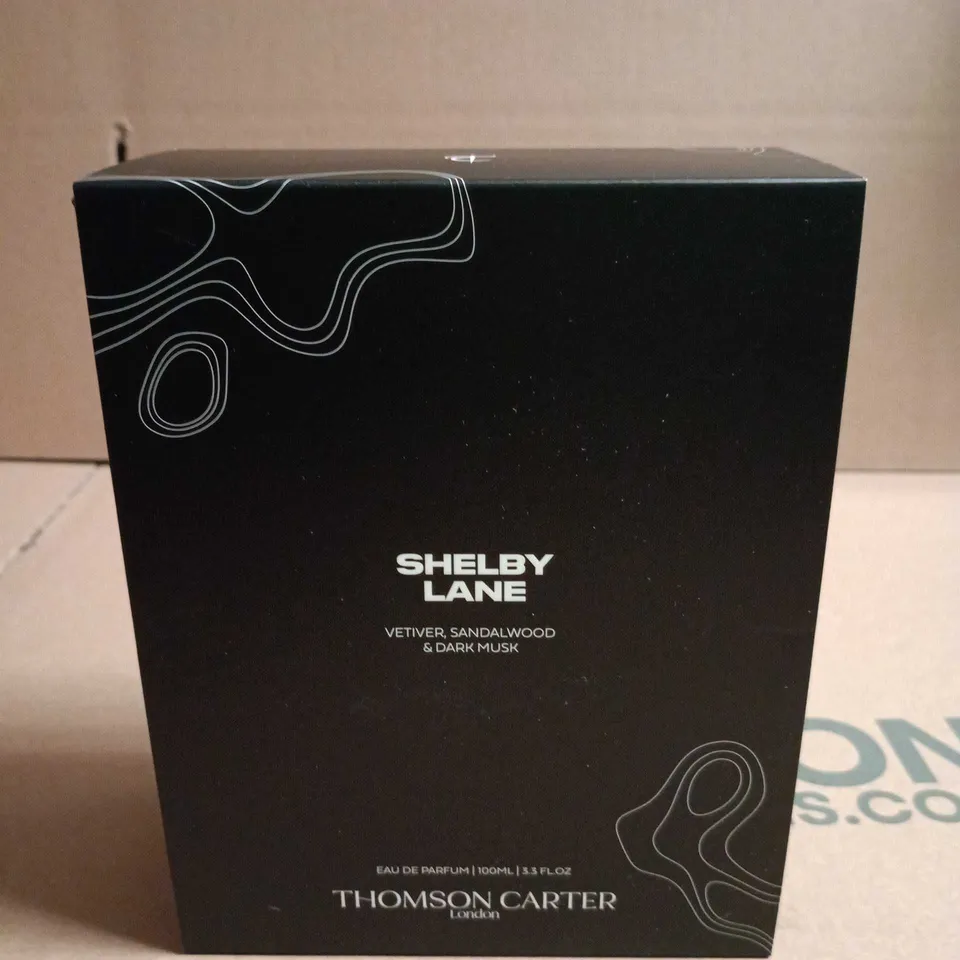 SHELBY
LANE
VETIVER, SANDALWOOD
& DARK MUSK
EAU DE PARFUM | 100ML | 3.3 FL.OZ
THOMSON CARTER
London